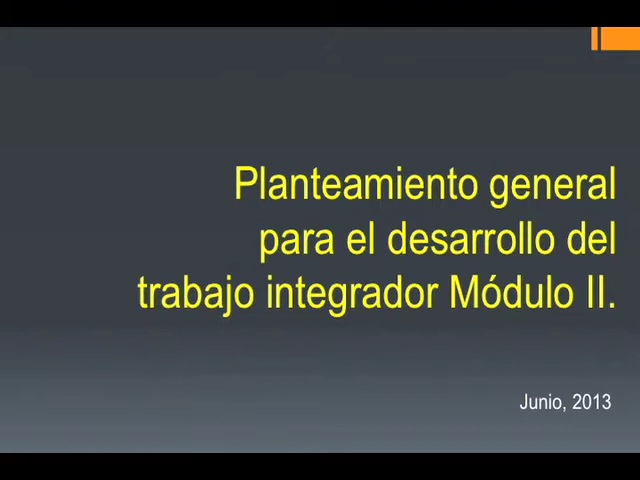 Planteamiento general
para el desarrollo del
trabajo integrador Módulo II.
Junio, 2013